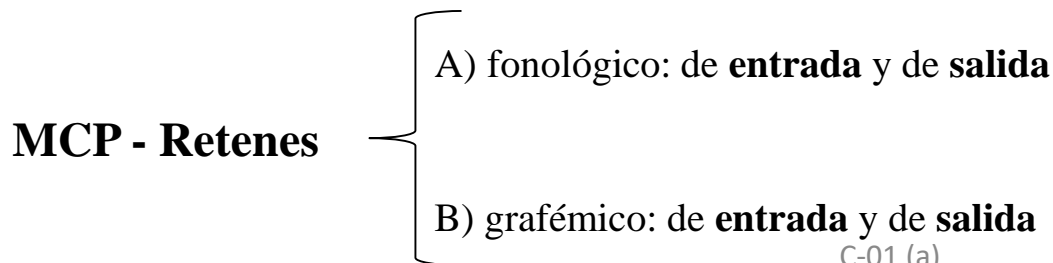 A) fonológico: de entrada y de salida
MCP - Retenes
B) grafémico: de entrada y de salida
C-01 (a)